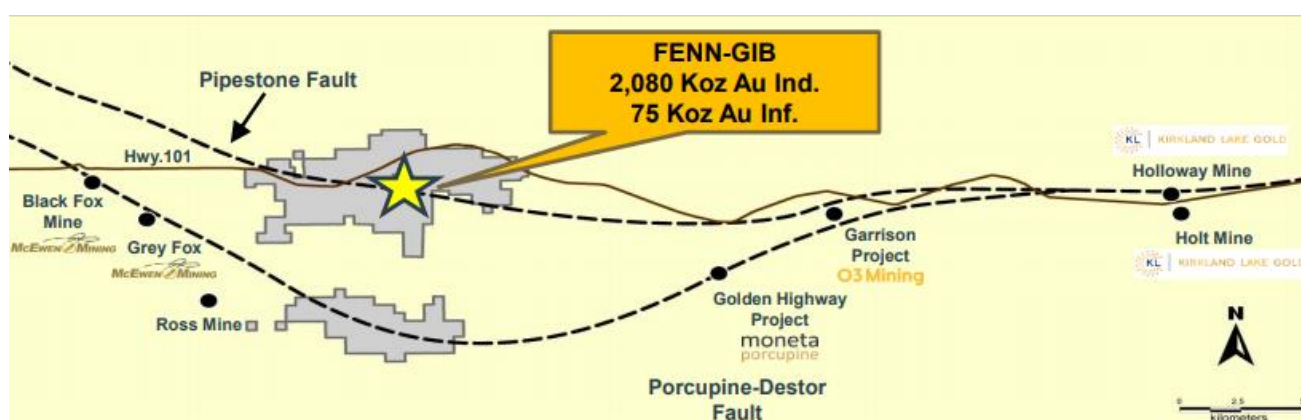 FENN-GIB
2,080 Koz Au Ind.
75 Koz Au Inf.
Pipestone Fault
Hwy.101
Black Fox
Mine
McEWEN MINING
Grey Fox
McEWEN MINING
Ross Mine
KL KIRKLAND LAKE GOLD
Holloway Mine
Holt Mine
KL KIRKLAND LAKE GOL
Garrison
Project
O3 Mining
Golden Highway
Project
moneta
porcupine
Porcupine-Destor
Fault
N
0 2.5
kilometers